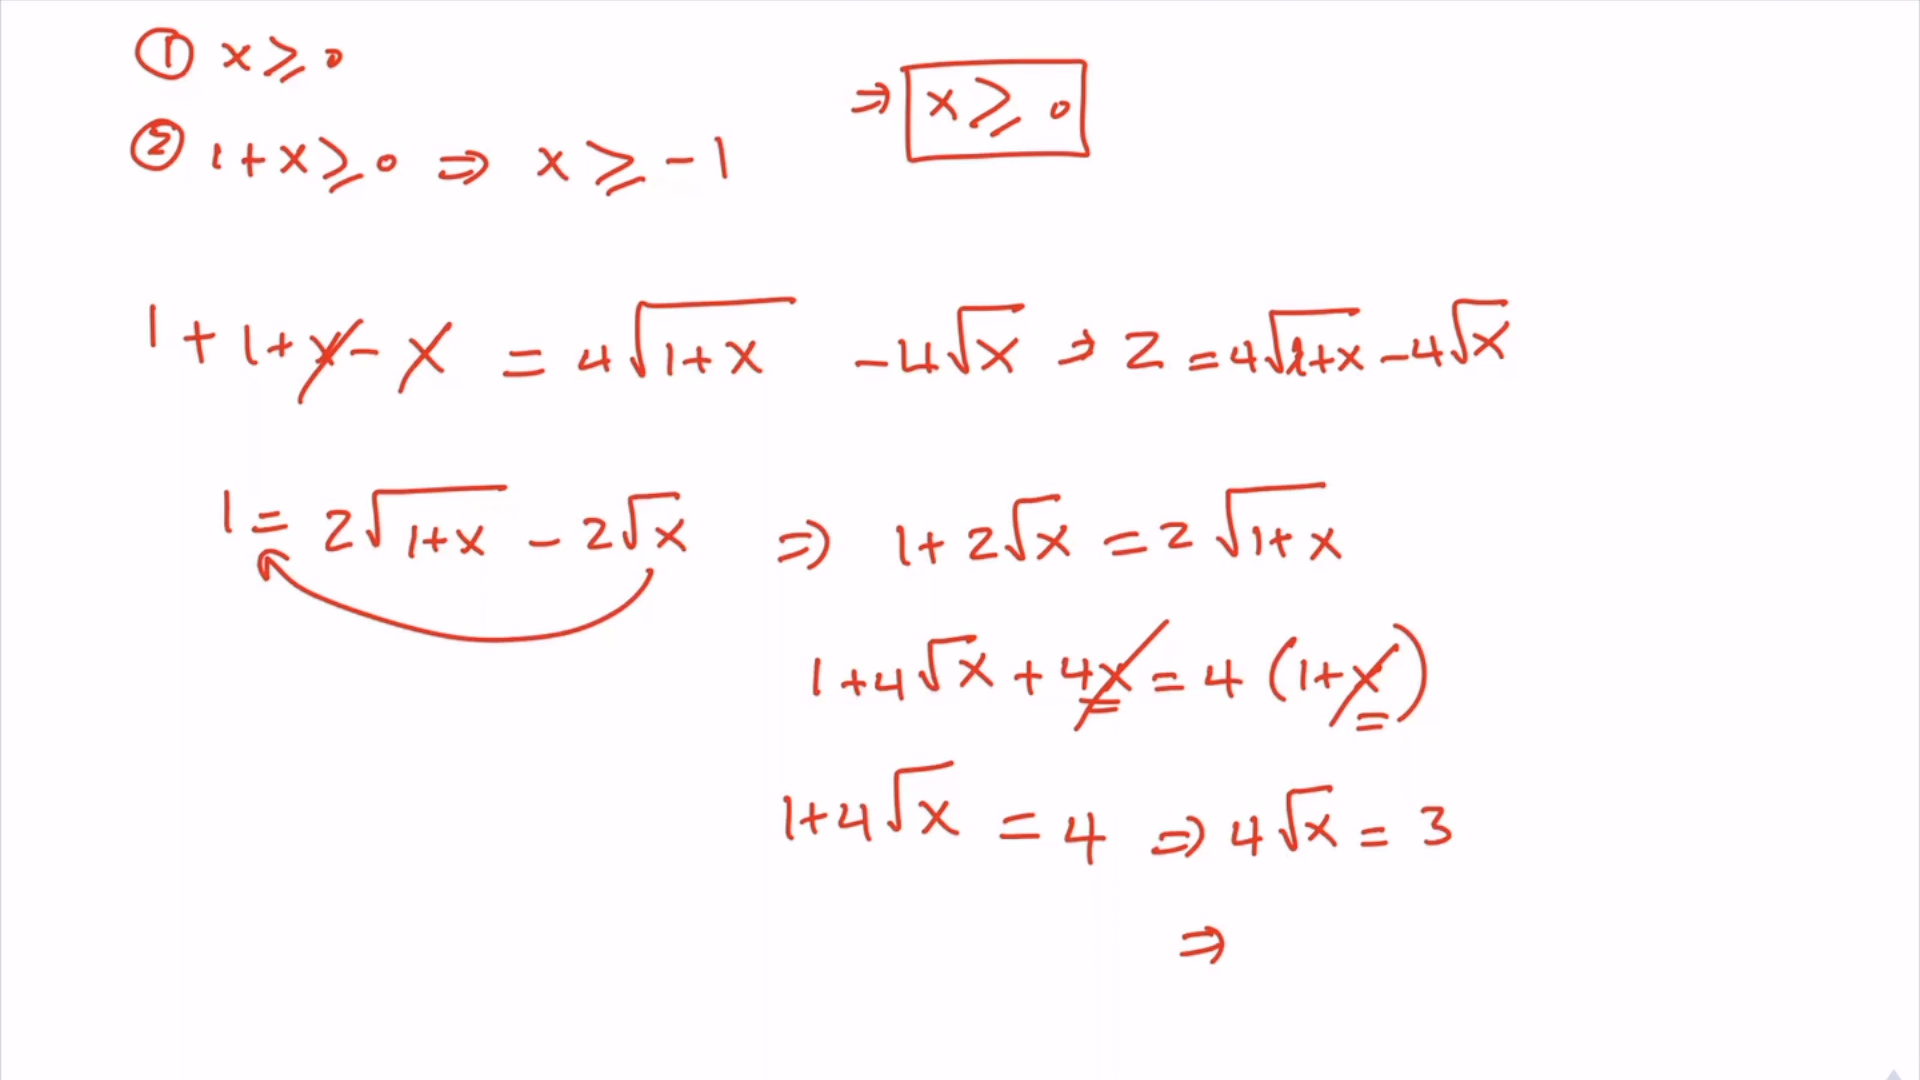 ① x ⩾ 0
② 1 + x ⩾ 0 ⇒ x ⩾ -1
⇒ x ⩾ 0
1 + 1 + x - x = 4√(1+x) - 4√x ⇒ 2 = 4√(1+x) - 4√x
1 = 2√(1+x) - 2√x ⇒ 1 + 2√x = 2√(1+x)
1 + 4√x + 4x = 4(1+x)
1 + 4√x = 4 ⇒ 4√x = 3
⇒